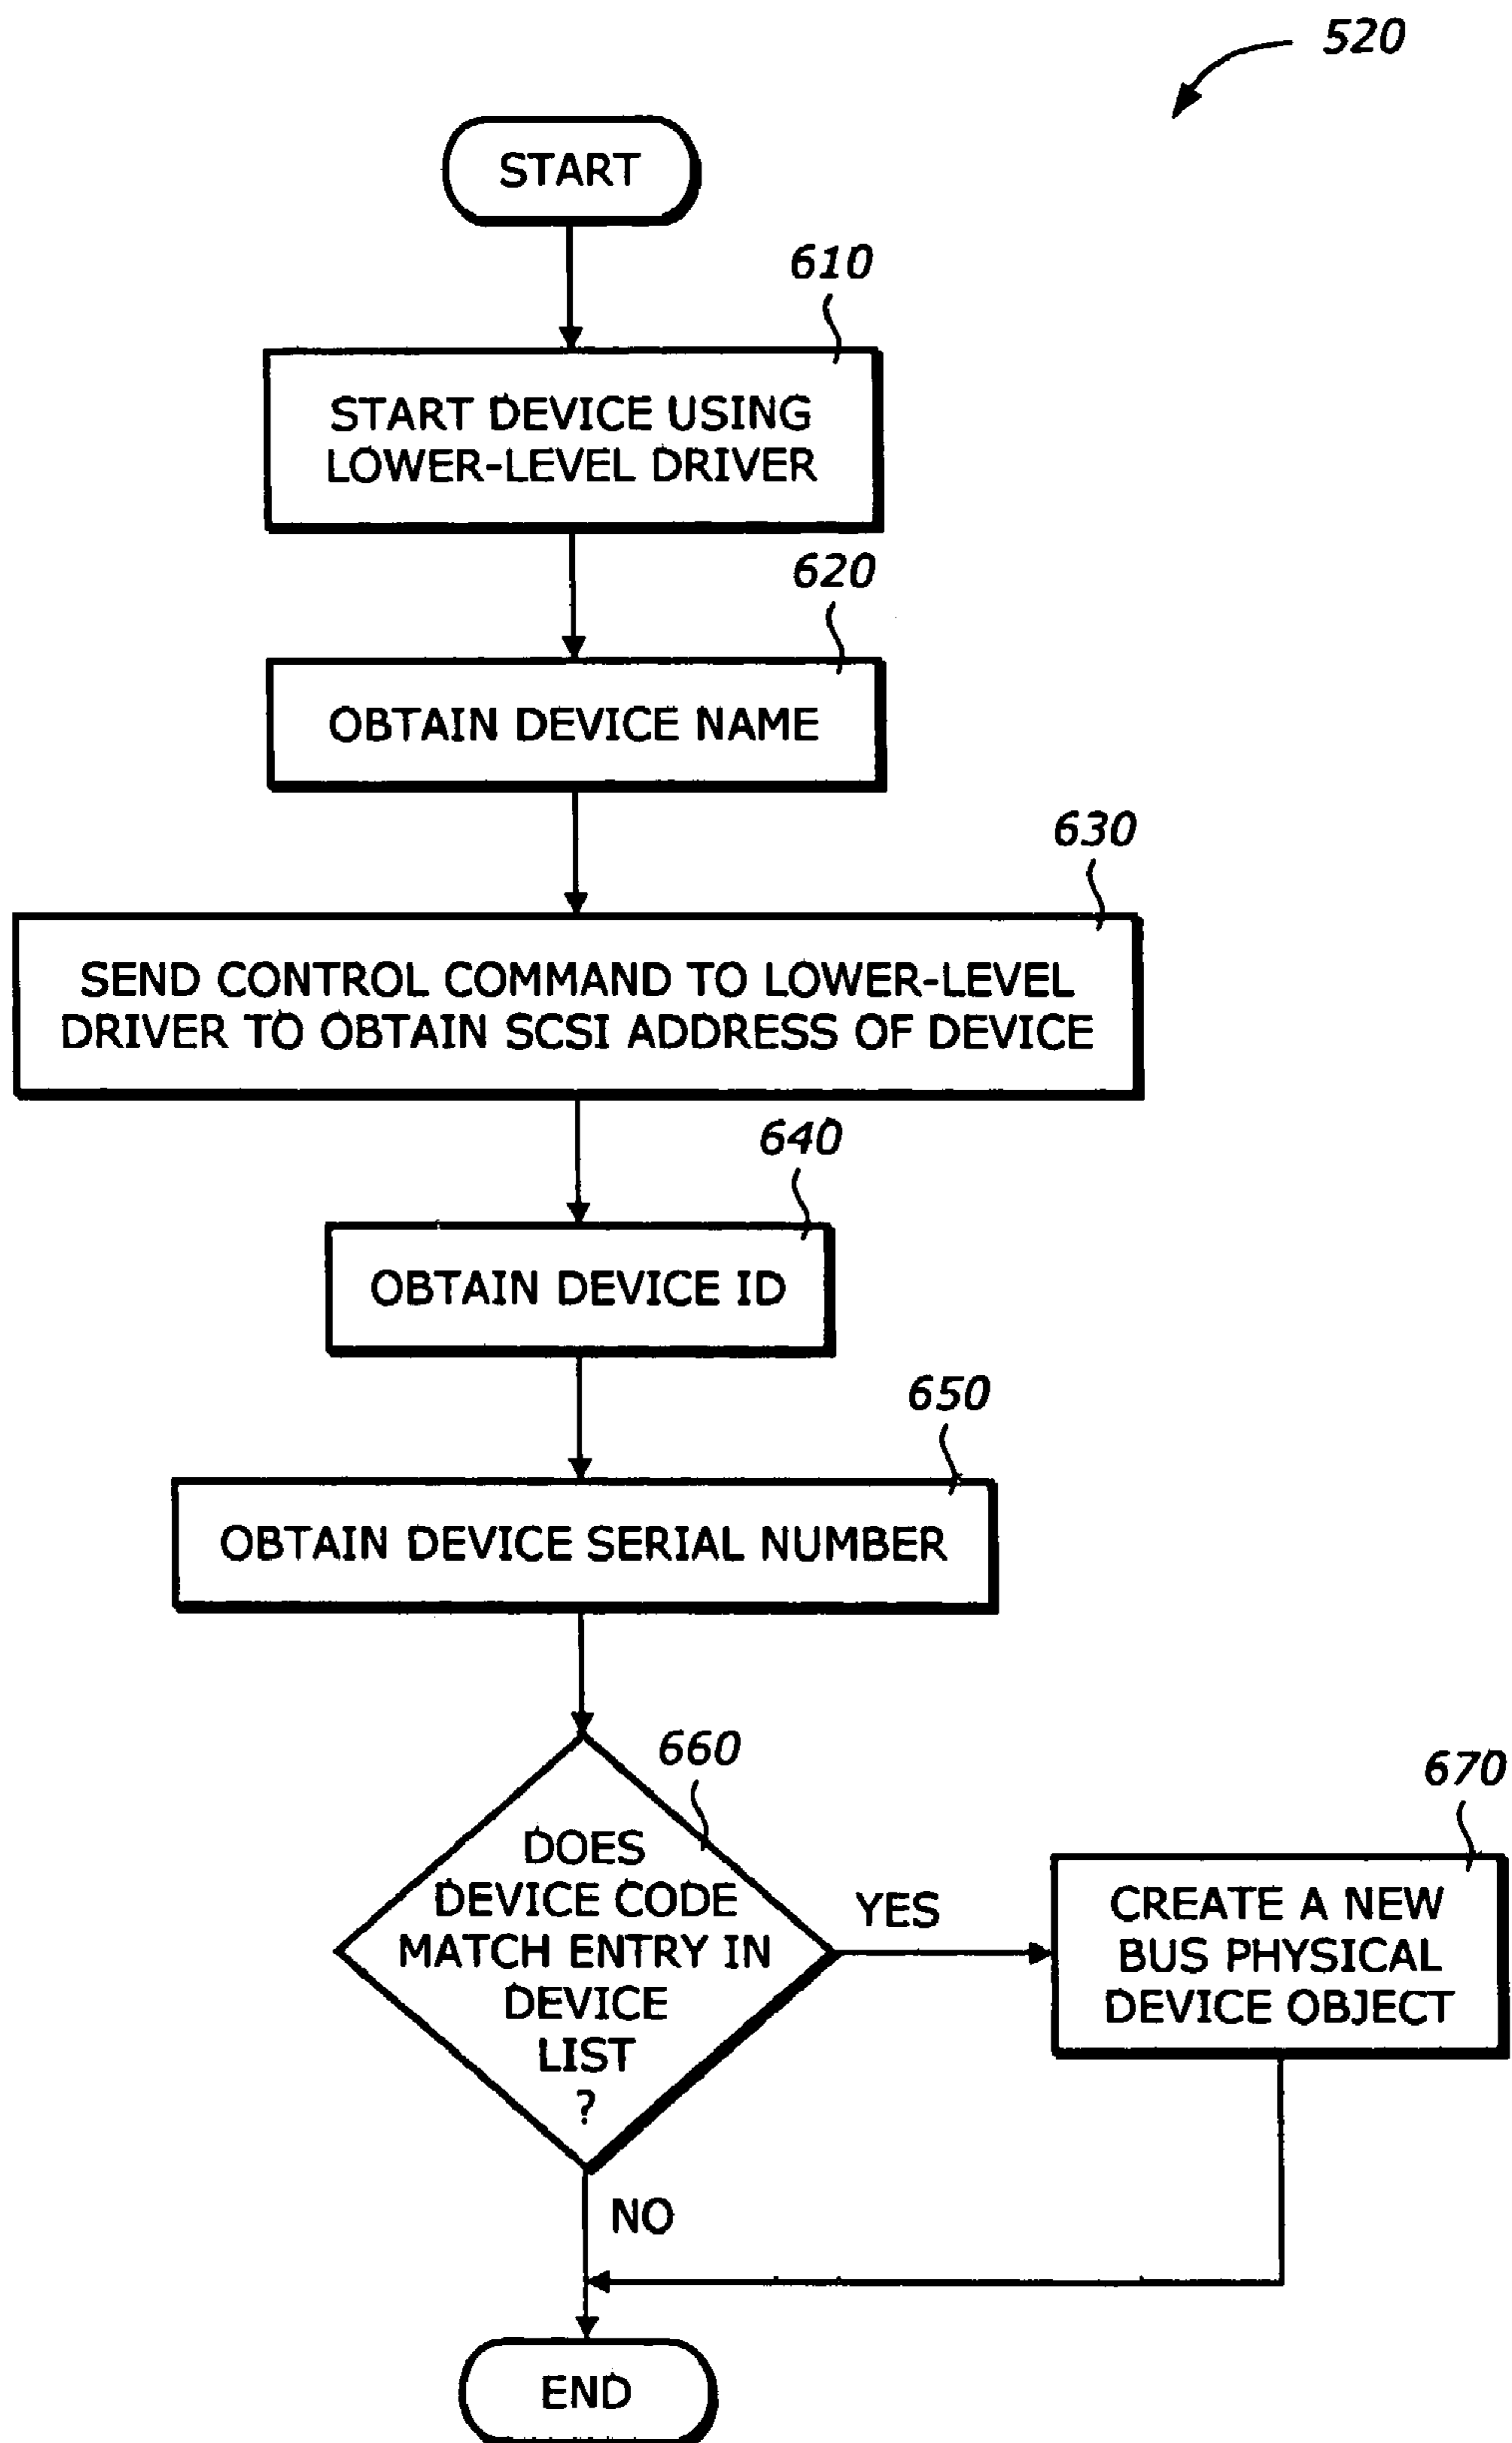 520
START
610
START DEVICE USING
LOWER-LEVEL DRIVER
620
OBTAIN DEVICE NAME
630
SEND CONTROL COMMAND TO LOWER-LEVEL
DRIVER TO OBTAIN SCSI ADDRESS OF DEVICE
640
OBTAIN DEVICE ID
650
OBTAIN DEVICE SERIAL NUMBER
660
DOES
DEVICE CODE
MATCH ENTRY IN
DEVICE
LIST
?
YES
670
CREATE A NEW
BUS PHYSICAL
DEVICE OBJECT
NO
END